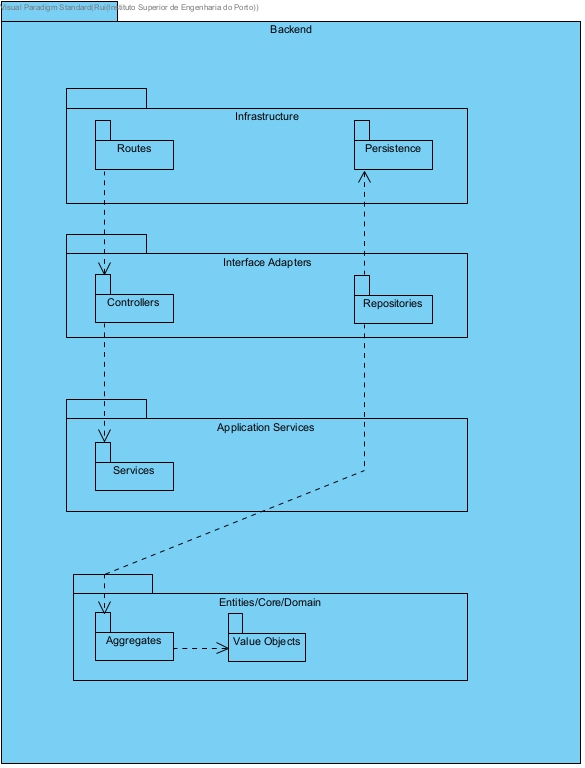 Visual Paradigm Standard(Rui(Instituto Superior de Engenharia do Porto))
Backend
Infrastructure
Routes
Persistence
Interface Adapters
Controllers
Repositories
Application Services
Services
Entities/Core/Domain
Aggregates
Value Objects